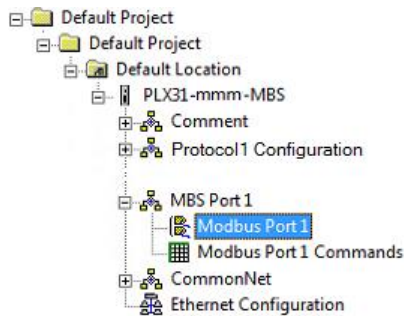 Default Project
Default Project
Default Location
PLX31-mmm-MBS
Comment
Protocol1 Configuration
MBS Port 1
Modbus Port 1
Modbus Port 1 Commands
CommonNet
Ethernet Configuration